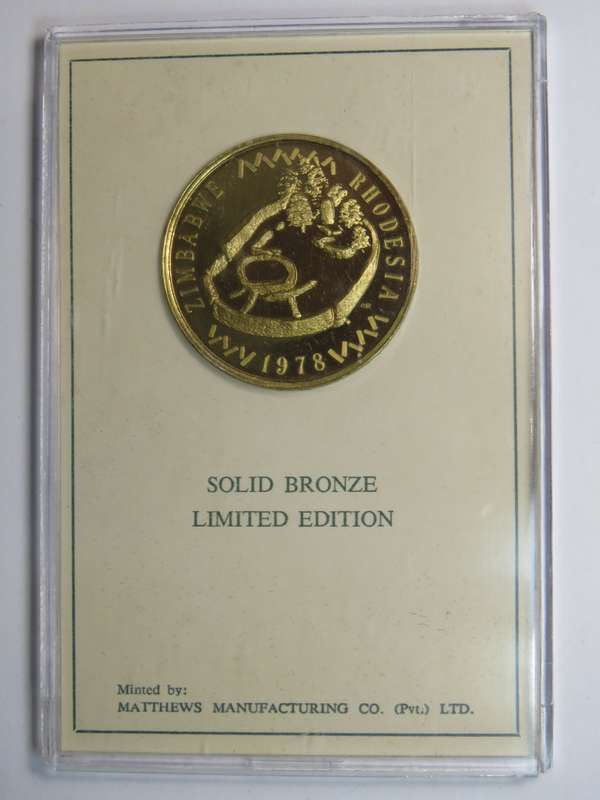 ZIMBABWE RHODESIA
1978
SOLID BRONZE
LIMITED EDITION
Minted by:
MATTHEWS MANUFACTURING CO. (Pvt.) LTD.